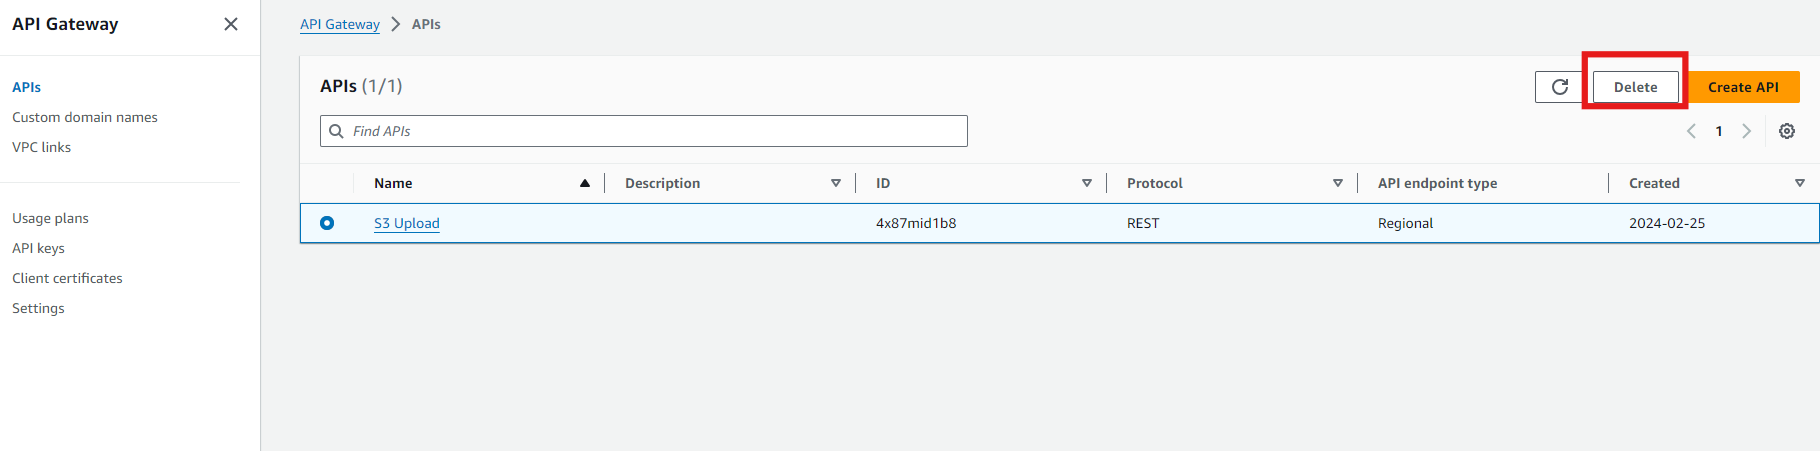 API Gateway
APIs
Custom domain names
VPC links
Usage plans
API keys
Client certificates
Settings
API Gateway APIs
APIs (1/1)
Delete
Create API
Find APIs
1
Name Description ID Protocol API endpoint type Created
S3 Upload 4x87mid1b8 REST Regional 2024-02-25